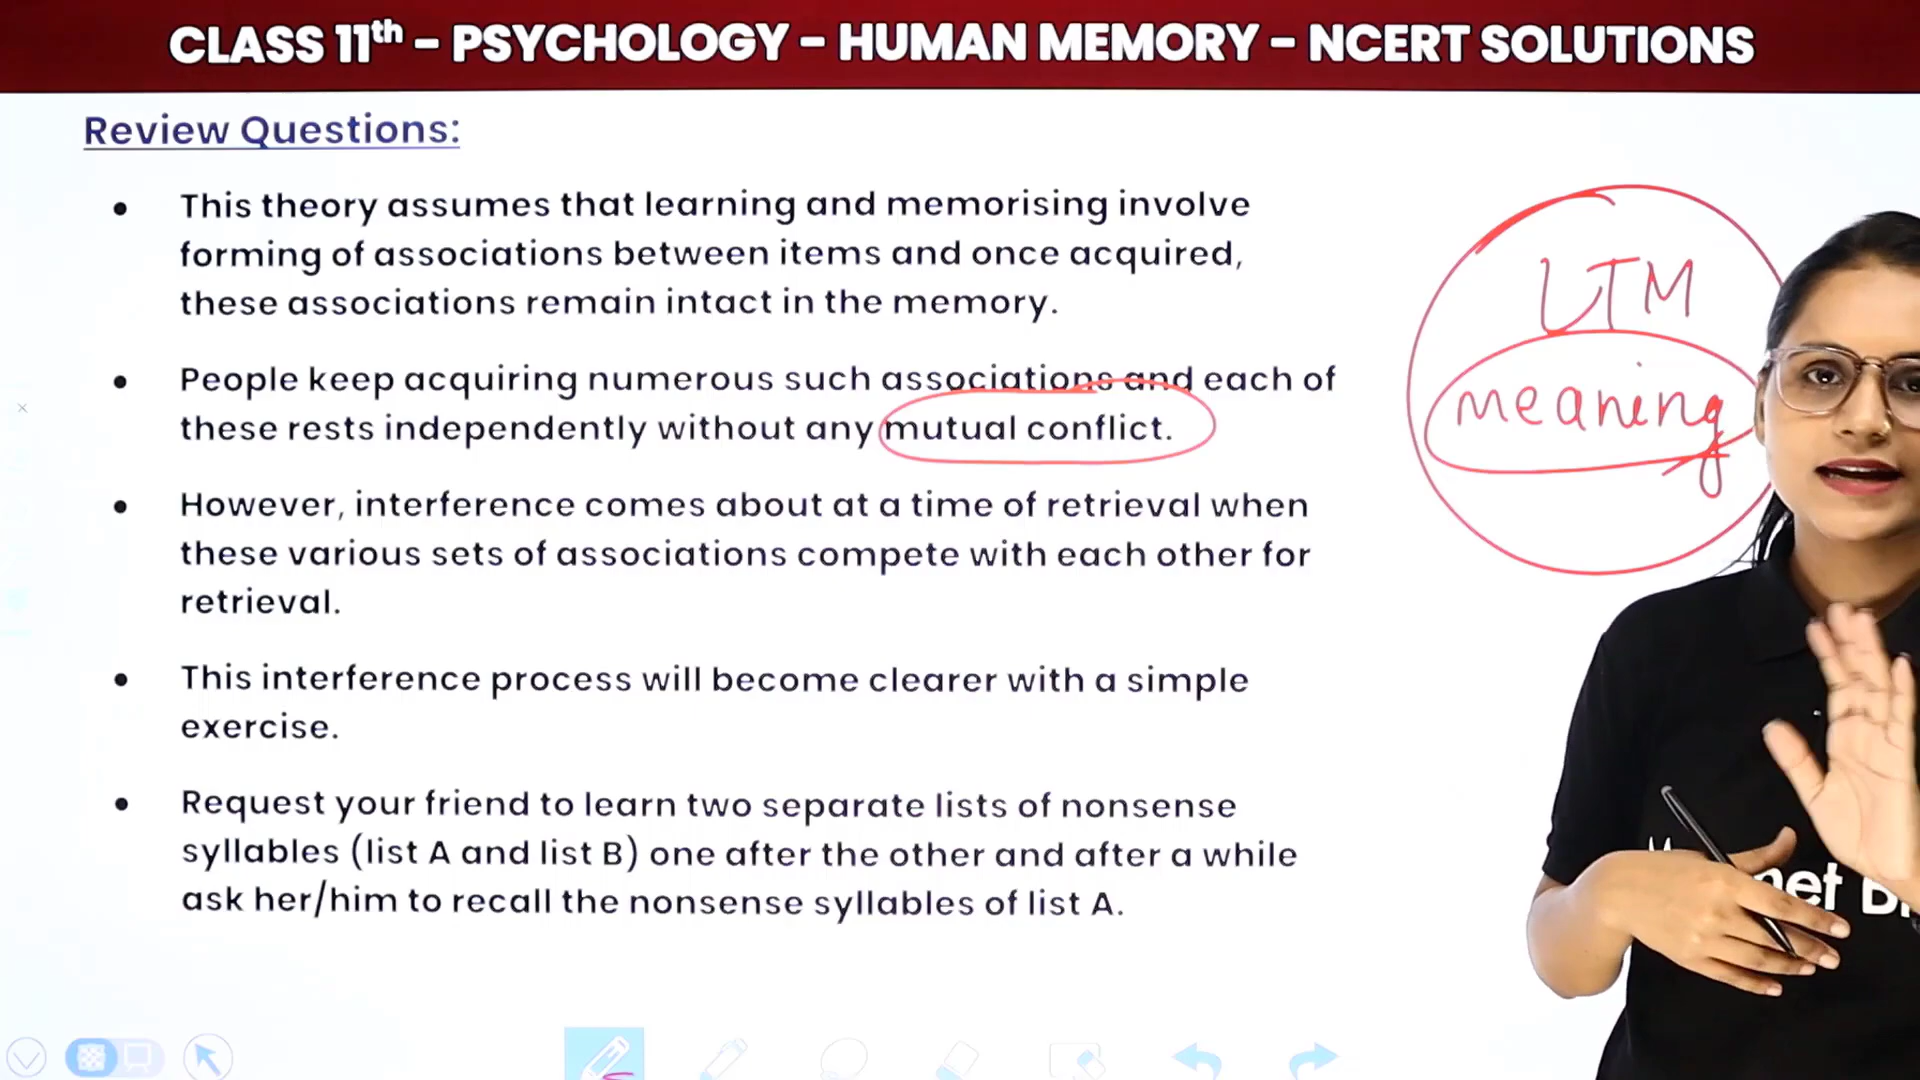 CLASS 11th – PSYCHOLOGY – HUMAN MEMORY – NCERT SOLUTIONS
Review Questions:
• This theory assumes that learning and memorising involve
forming of associations between items and once acquired,
these associations remain intact in the memory.
• People keep acquiring numerous such associations and each of
these rests independently without any mutual conflict.
• However, interference comes about at a time of retrieval when
these various sets of associations compete with each other for
retrieval.
• This interference process will become clearer with a simple
exercise.
• Request your friend to learn two separate lists of nonsense
syllables (list A and list B) one after the other and after a while
ask her/him to recall the nonsense syllables of list A.
LTM
meaning